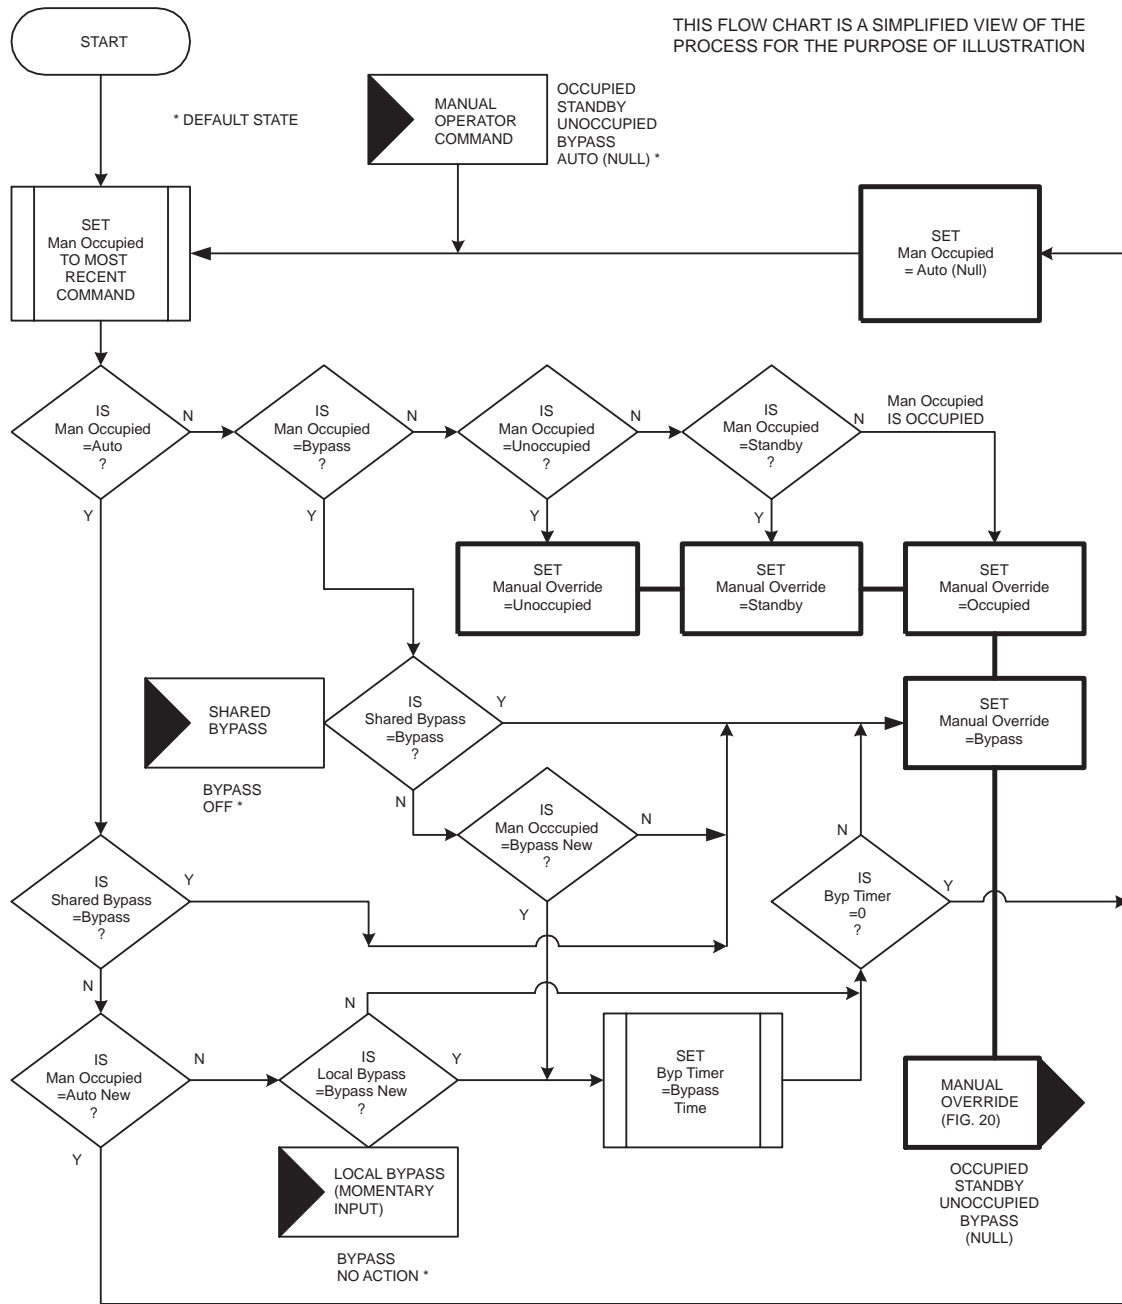 START
THIS FLOW CHART IS A SIMPLIFIED VIEW OF THE
PROCESS FOR THE PURPOSE OF ILLUSTRATION
* DEFAULT STATE
MANUAL
OPERATOR
COMMAND
OCCUPIED
STANDBY
UNOCCUPIED
BYPASS
AUTO (NULL) *
SET
Man Occupied
TO MOST
RECENT
COMMAND
SET
Man Occupied
= Auto (Null)
IS
Man Occupied
=Auto
?
N
Y
IS
Man Occupied
=Bypass
?
N
Y
IS
Man Occupied
=Unoccupied
?
N
Y
IS
Man Occupied
=Standby
?
N
Y
Man Occupied
IS OCCUPIED
SET
Manual Override
=Unoccupied
SET
Manual Override
=Standby
SET
Manual Override
=Occupied
SHARED
BYPASS
BYPASS
OFF *
IS
Shared Bypass
=Bypass
?
Y
N
SET
Manual Override
=Bypass
IS
Man Occcupied
=Bypass New
?
N
Y
IS
Shared Bypass
=Bypass
?
Y
N
IS
Byp Timer
=0
?
N
Y
IS
Man Occupied
=Auto New
?
N
Y
IS
Local Bypass
=Bypass New
?
N
Y
SET
Byp Timer
=Bypass
Time
LOCAL BYPASS
(MOMENTARY
INPUT)
BYPASS
NO ACTION *
MANUAL
OVERRIDE
(FIG. 20)
OCCUPIED
STANDBY
UNOCCUPIED
BYPASS
(NULL)